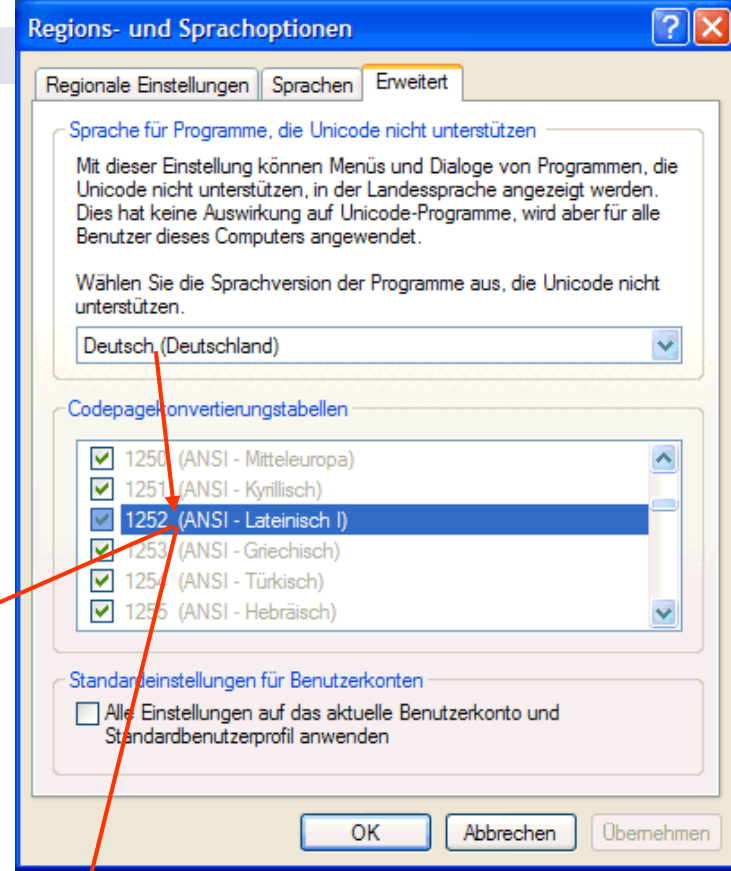 Regions- und Sprachoptionen
Regionale Einstellungen Sprachen Erweitert
Sprache für Programme, die Unicode nicht unterstützen
Mit dieser Einstellung können Menüs und Dialoge von Programmen, die
Unicode nicht unterstützen, in der Landessprache angezeigt werden.
Dies hat keine Auswirkung auf Unicode-Programme, wird aber für alle
Benutzer dieses Computers angewendet.
Wählen Sie die Sprachversion der Programme aus, die Unicode nicht
unterstützen.
Deutsch (Deutschland)
Codepagekonvertierungstabellen
1250 (ANSI - Mitteleuropa)
1251 (ANSI - Kyrillisch)
1252 (ANSI - Lateinisch I)
1253 (ANSI - Griechisch)
1254 (ANSI - Türkisch)
1255 (ANSI - Hebräisch)
Standardeinstellungen für Benutzerkonten
Alle Einstellungen auf das aktuelle Benutzerkonto und
Standardbenutzerprofil anwenden
OK Abbrechen Übernehmen